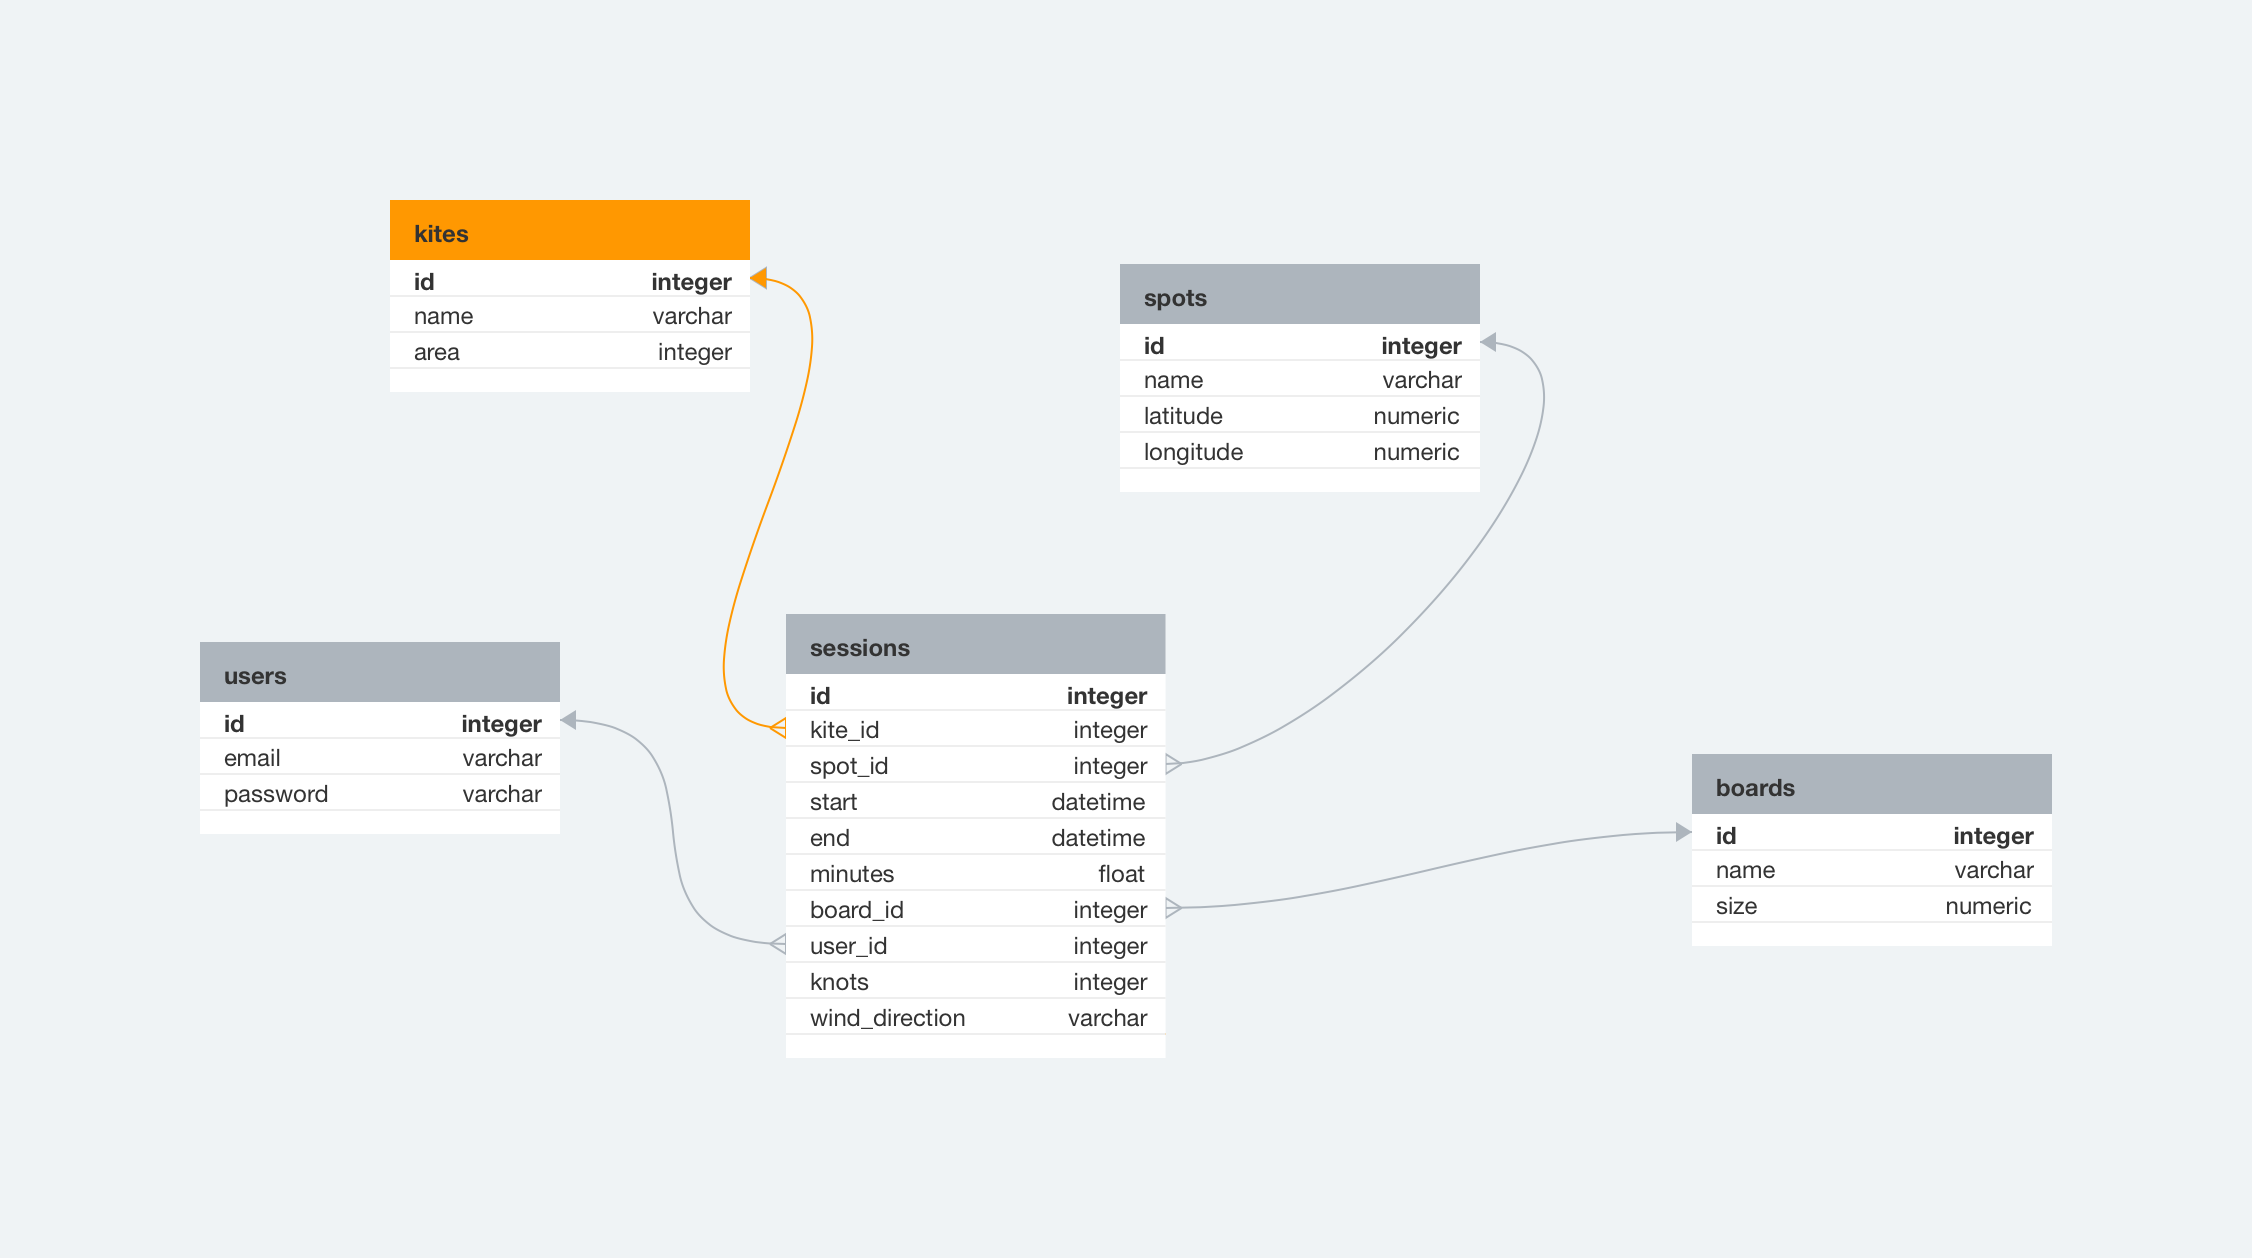 kites
id integer
name varchar
area integer
spots
id integer
name varchar
latitude numeric
longitude numeric
users
id integer
email varchar
password varchar
sessions
id integer
kite_id integer
spot_id integer
start datetime
end datetime
minutes float
board_id integer
user_id integer
knots integer
wind_direction varchar
boards
id integer
name varchar
size numeric